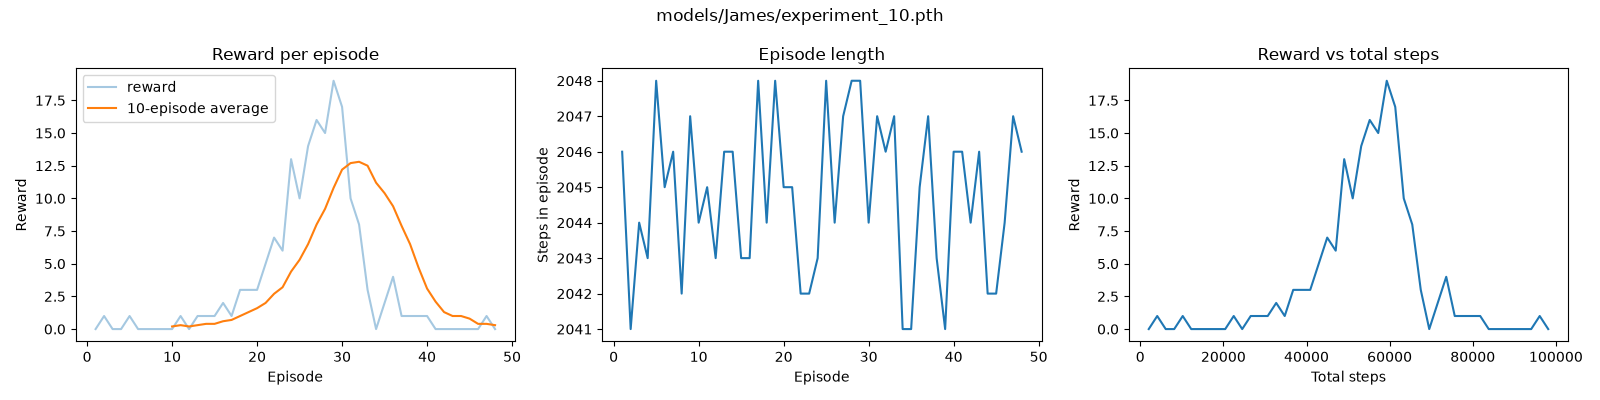 models/James/experiment_10.pth
Reward per episode
reward
10-episode average
17.5
15.0
12.5
10.0
7.5
5.0
2.5
0.0
Reward
0 10 20 30 40 50
Episode
Episode length
2048
2047
2046
2045
2044
2043
2042
2041
Steps in episode
0 10 20 30 40 50
Episode
Reward vs total steps
17.5
15.0
12.5
10.0
7.5
5.0
2.5
0.0
Reward
0 20000 40000 60000 80000 100000
Total steps